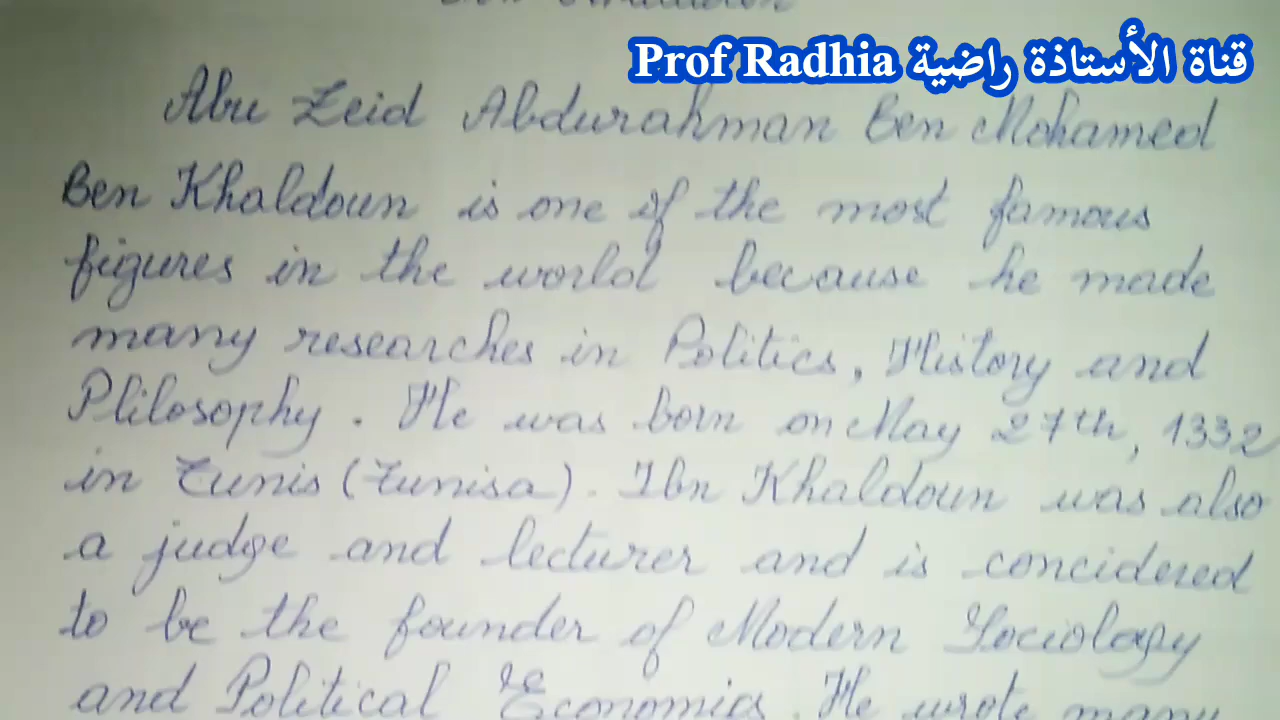 Ben Khaldoun
قناة الأستاذة راضية Prof Radhia
Abu Zeid Abdurahman Ben Mohamed
Ben Khaldoun is one of the most famous
figures in the world because he made
many researches in Politics, History and
Plilosophy. He was born on May 27th, 1332
in Tunis (Tunisa). Ibn Khaldoun was also
a judge and lecturer and is concidered
to be the founder of Modern Sociology
and Political Economics. He wrote many